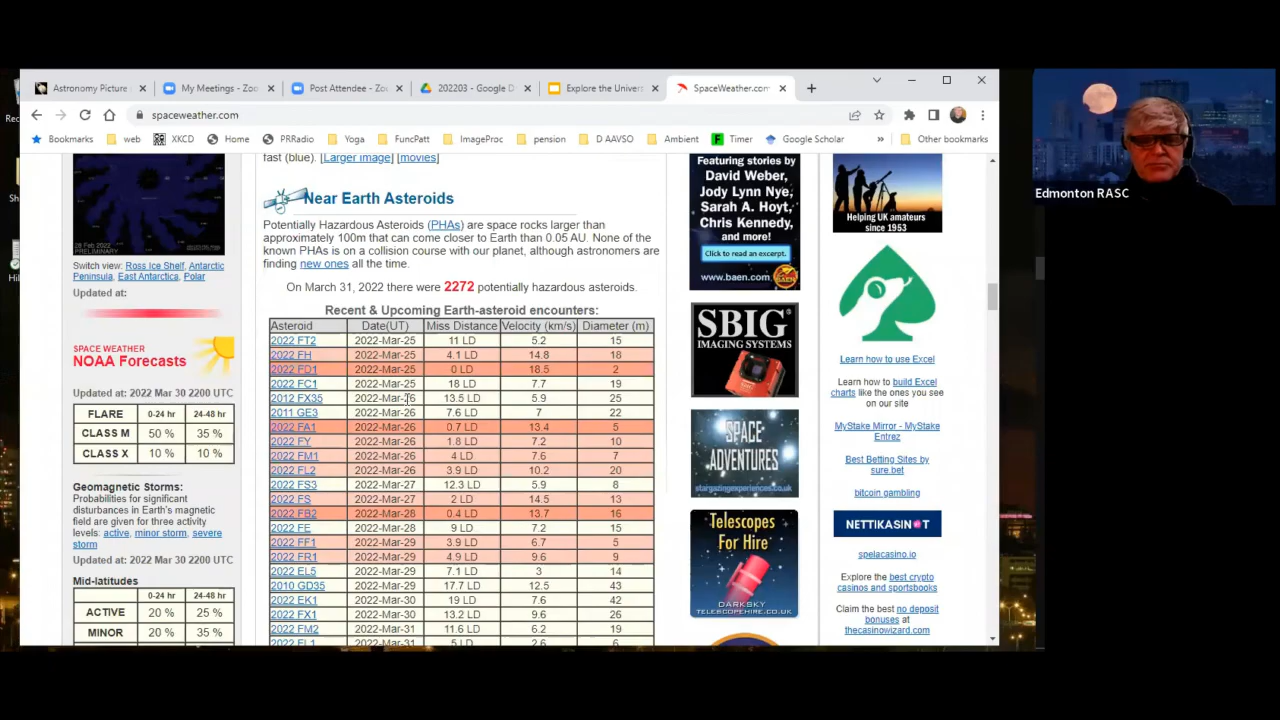 Astronomy Picture
My Meetings - Zoo
Post Attendee - Zo
202203 - Google D
Explore the Univer
SpaceWeather.com
spaceweather.com
Bookmarks
web
XKCD
Home
PRRadio
Yoga
FuncPatt
ImageProc
pension
D AAVSO
Ambient
Timer
Google Scholar
Other bookmarks
Edmonton RASC
28 Feb 2022
PRELIMINARY
Switch view: Ross Ice Shelf, Antarctic
Peninsula, East Antarctica, Polar
Updated at:
SPACE WEATHER
NOAA Forecasts
Updated at: 2022 Mar 30 2200 UTC
FLARE 0-24 hr 24-48 hr
CLASS M 50 % 35 %
CLASS X 10 % 10 %
Geomagnetic Storms:
Probabilities for significant
disturbances in Earth's magnetic
field are given for three activity
levels: active, minor storm, severe
storm
Updated at: 2022 Mar 30 2200 UTC
Mid-latitudes
0-24 hr 24-48 hr
ACTIVE 20 % 25 %
MINOR 20 % 35 %
fast (blue). [Larger image] [movies]
Near Earth Asteroids
Potentially Hazardous Asteroids (PHAs) are space rocks larger than
approximately 100m that can come closer to Earth than 0.05 AU. None of the
known PHAs is on a collision course with our planet, although astronomers are
finding new ones all the time.
On March 31, 2022 there were 2272 potentially hazardous asteroids.
Recent & Upcoming Earth-asteroid encounters:
Asteroid Date(UT) Miss Distance Velocity (km/s) Diameter (m)
2022 FT2 2022-Mar-25 11 LD 5.2 15
2022 FH 2022-Mar-25 4.1 LD 14.8 18
2022 FD1 2022-Mar-25 0 LD 18.5 2
2022 FC1 2022-Mar-25 18 LD 7.7 19
2012 FX35 2022-Mar-26 13.5 LD 5.9 25
2011 GE3 2022-Mar-26 7.6 LD 7 22
2022 FA1 2022-Mar-26 0.7 LD 13.4 5
2022 FY 2022-Mar-26 1.8 LD 7.2 10
2022 FM1 2022-Mar-26 4 LD 7.6 7
2022 FL2 2022-Mar-26 3.9 LD 10.2 20
2022 FS3 2022-Mar-27 12.3 LD 5.9 8
2022 FS 2022-Mar-27 2 LD 14.5 13
2022 FB2 2022-Mar-28 0.4 LD 13.7 16
2022 FE 2022-Mar-28 9 LD 7.2 15
2022 FF1 2022-Mar-29 3.9 LD 6.7 5
2022 FR1 2022-Mar-29 4.9 LD 9.6 9
2022 EL5 2022-Mar-29 7.1 LD 3 14
2010 GD35 2022-Mar-29 17.7 LD 12.5 43
2022 EK1 2022-Mar-30 19 LD 7.6 42
2022 FX1 2022-Mar-30 13.2 LD 9.6 26
2022 FM2 2022-Mar-31 11.6 LD 6.2 19
2022 FL1 2022-Mar-31 5 LD 2.6 6
Featuring stories by
David Weber,
Jody Lynn Nye,
Sarah A. Hoyt,
Chris Kennedy,
and more!
Click to read an excerpt.
www.baen.com
SBIG
IMAGING SYSTEMS
SPACE
ADVENTURES
stargazingexperiences.co.uk
Telescopes
For Hire
DARKSKY
TELESCOPEHIRE.CO.UK
Helping UK amateurs
since 1953
Learn how to use Excel
Learn how to build Excel
charts like the ones you see
on our site
MyStake Mirror - MyStake
Entrez
Best Betting Sites by
sure.bet
bitcoin gambling
NETTIKASINOT
spelacasino.io
Explore the best crypto
casinos and sportsbooks
Claim the best no deposit
bonuses at
thecasinowizard.com